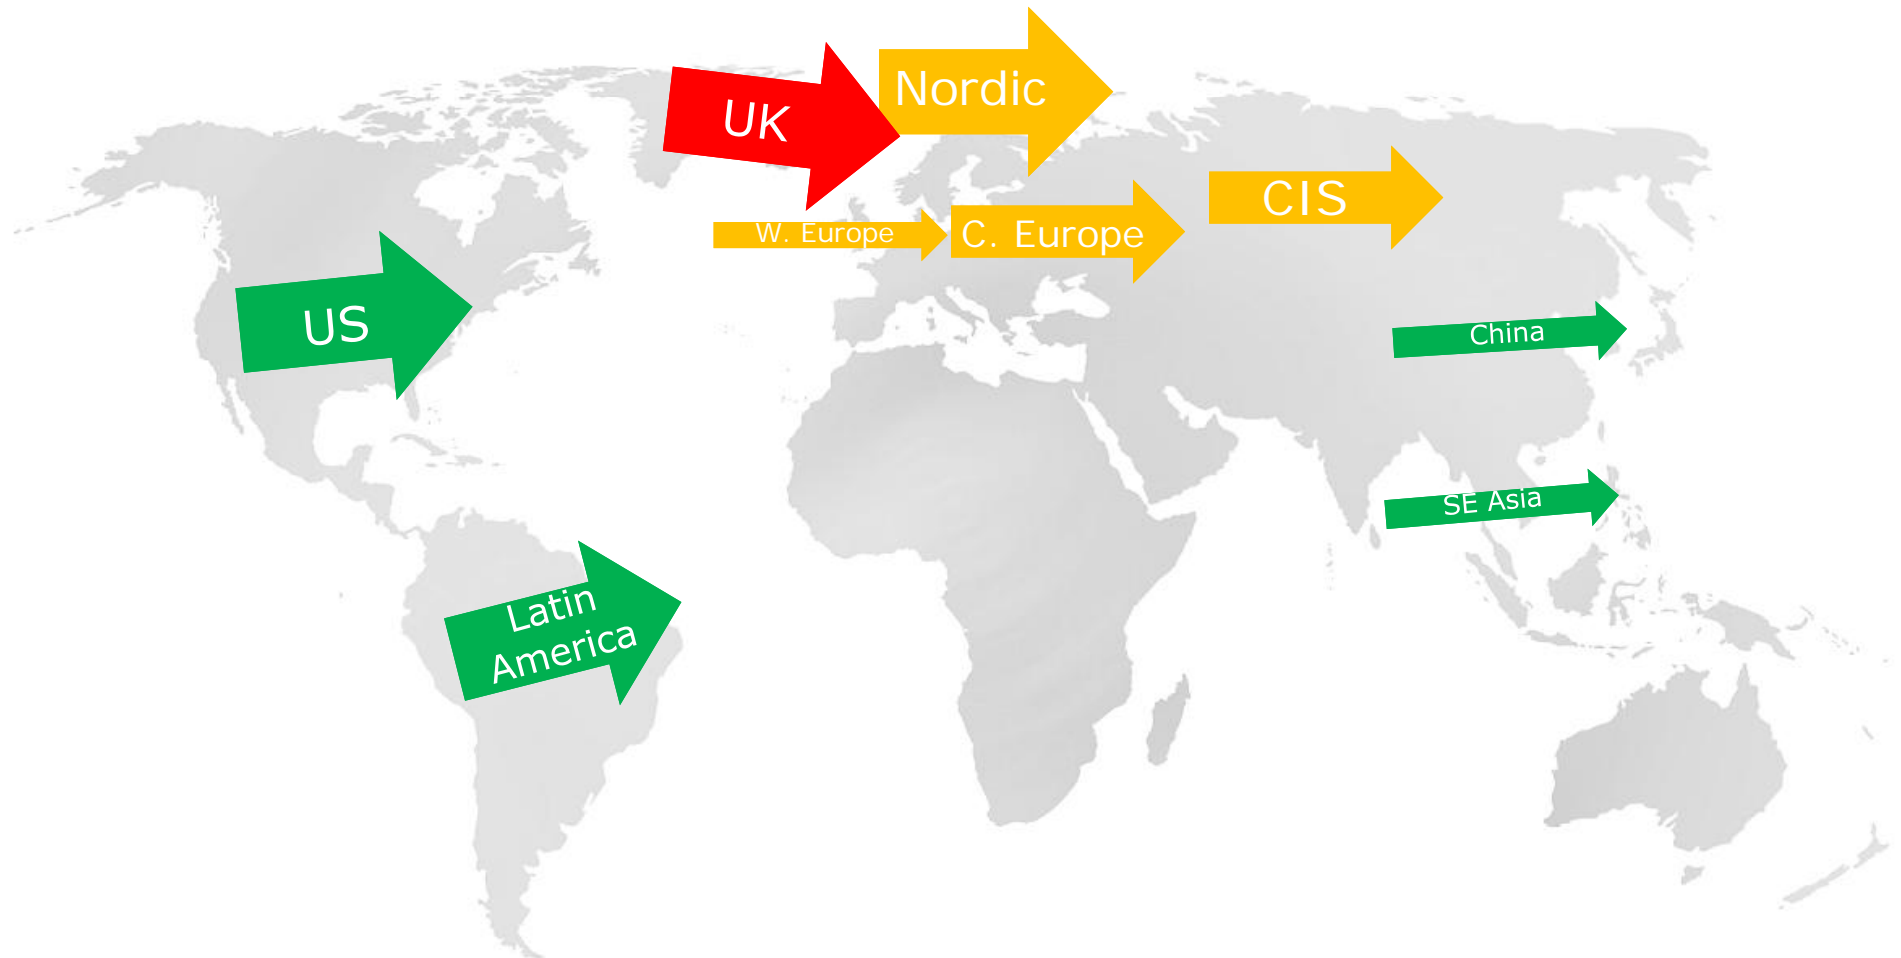 Nordic
UK
CIS
W. Europe
C. Europe
US
China
SE Asia
Latin
America